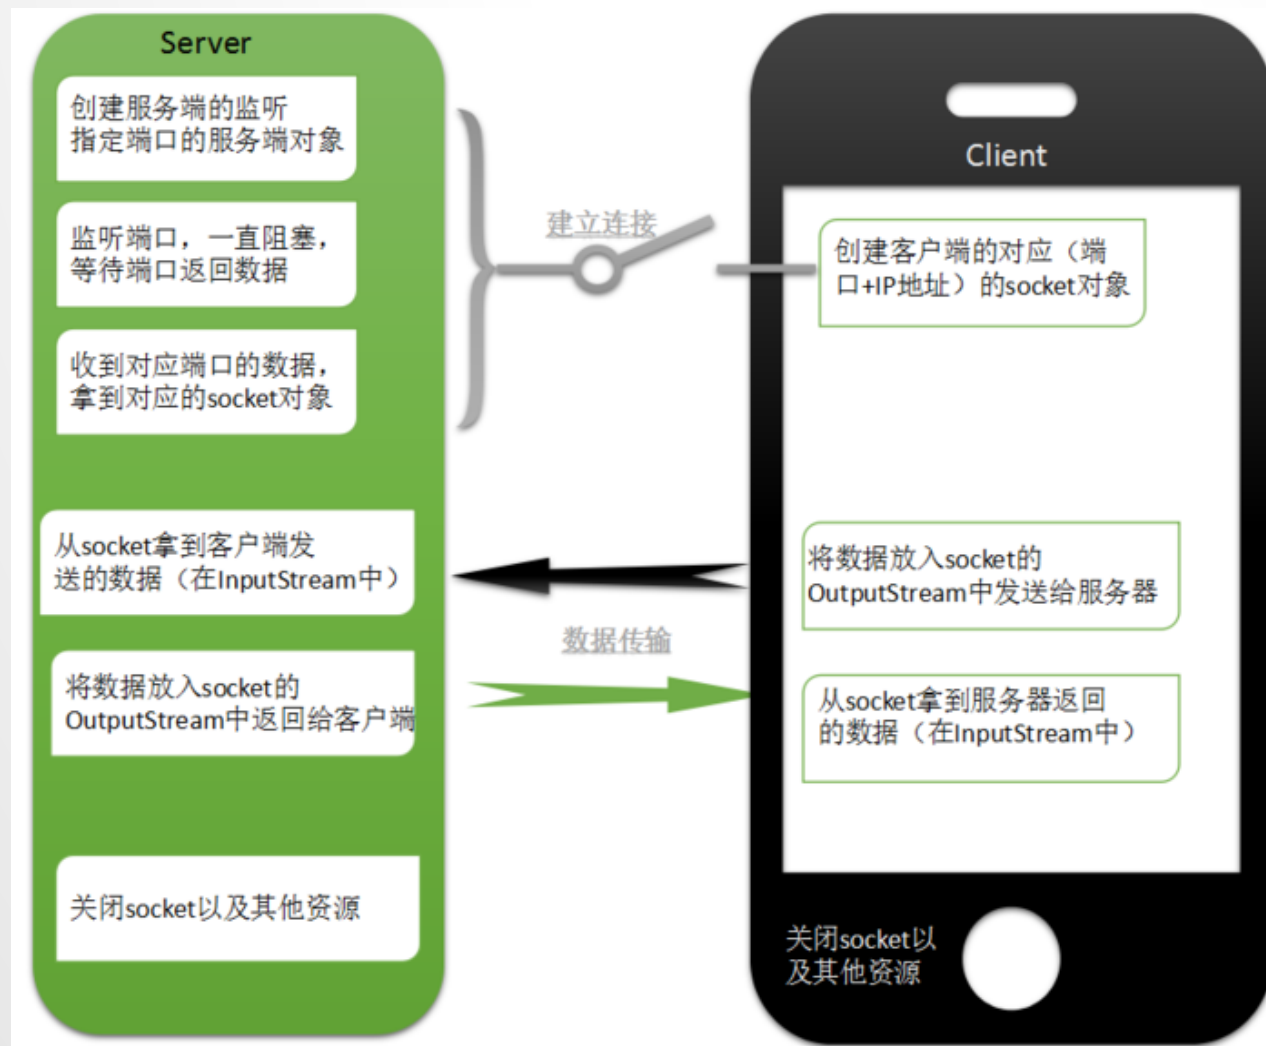 Server
创建服务端的监听
指定端口的服务端对象
监听端口，一直阻塞，
等待端口返回数据
收到对应端口的数据，
拿到对应的socket对象
从socket拿到客户端发
送的数据（在InputStream中）
将数据放入socket的
OutputStream中返回给客户端
关闭socket以及其他资源
建立连接
数据传输
Client
创建客户端的对应（端
口+IP地址）的socket对象
将数据放入socket的
OutputStream中发送给服务器
从socket拿到服务器返回
的数据（在InputStream中）
关闭socket以
及其他资源